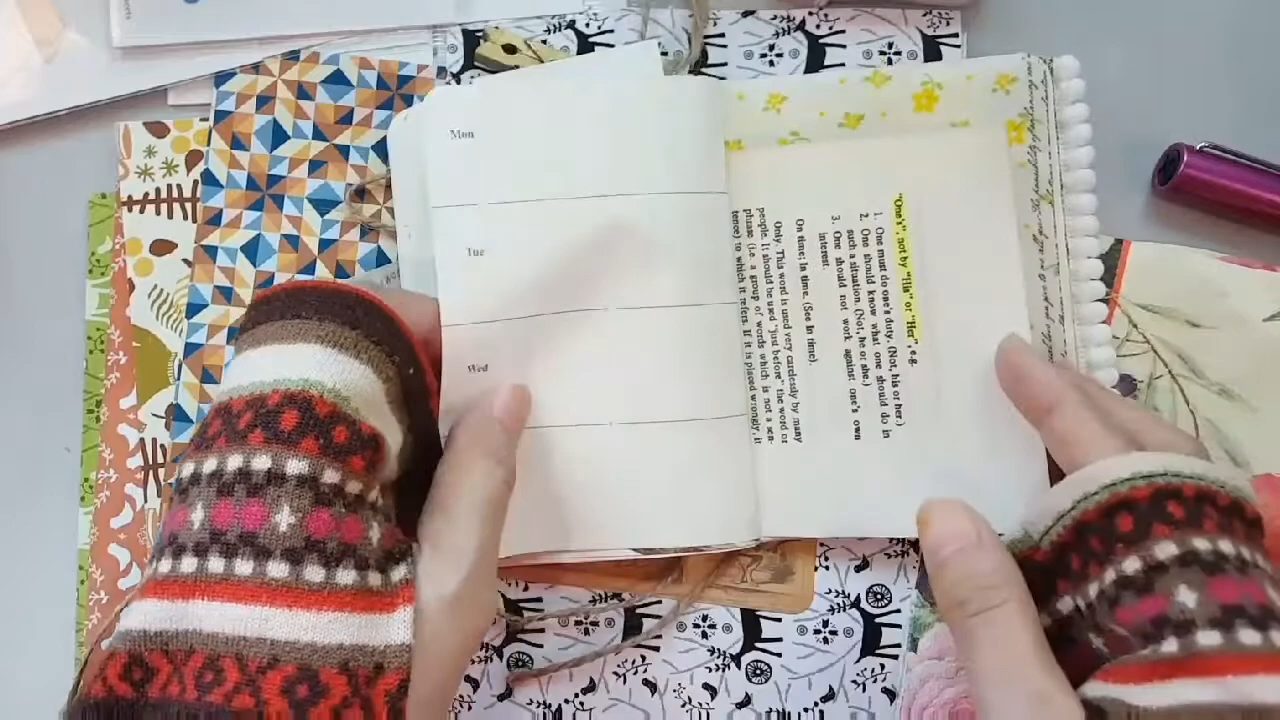 Mon
Tue
Wed
"One's", not by "His" or "Her", e.g.
1. One must do one's duty. (Not, his or her.)
2. One should know what one should do in
such a situation. (Not, he or she.)
3. One should not work against one's own
interest.
On time; In time. (See In time).
Only. This word is used very carelessly by many
people. It should be used "just before" the word or
phrase (i.e. a group of words which is not a sen-
tence) to which it refers. If it is placed wrongly, it